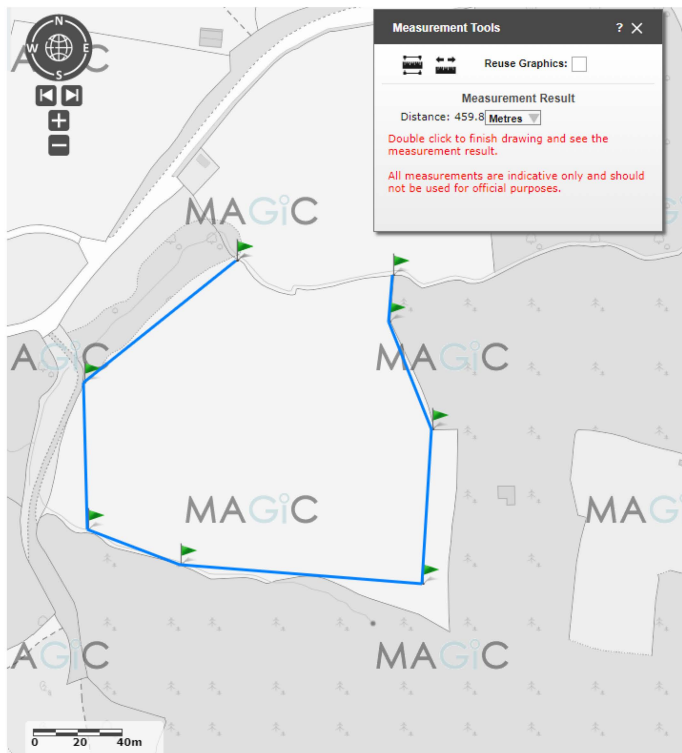 N
W E
S
MAGiC
Measurement Tools ? X
Reuse Graphics:
Measurement Result
Distance: 459.8 Metres
Double click to finish drawing and see the
measurement result.
All measurements are indicative only and should
not be used for official purposes.
MAGiC
AGiC
MAGiC
MAGiC
MAGiC
AGiC
MAGiC
0 20 40m